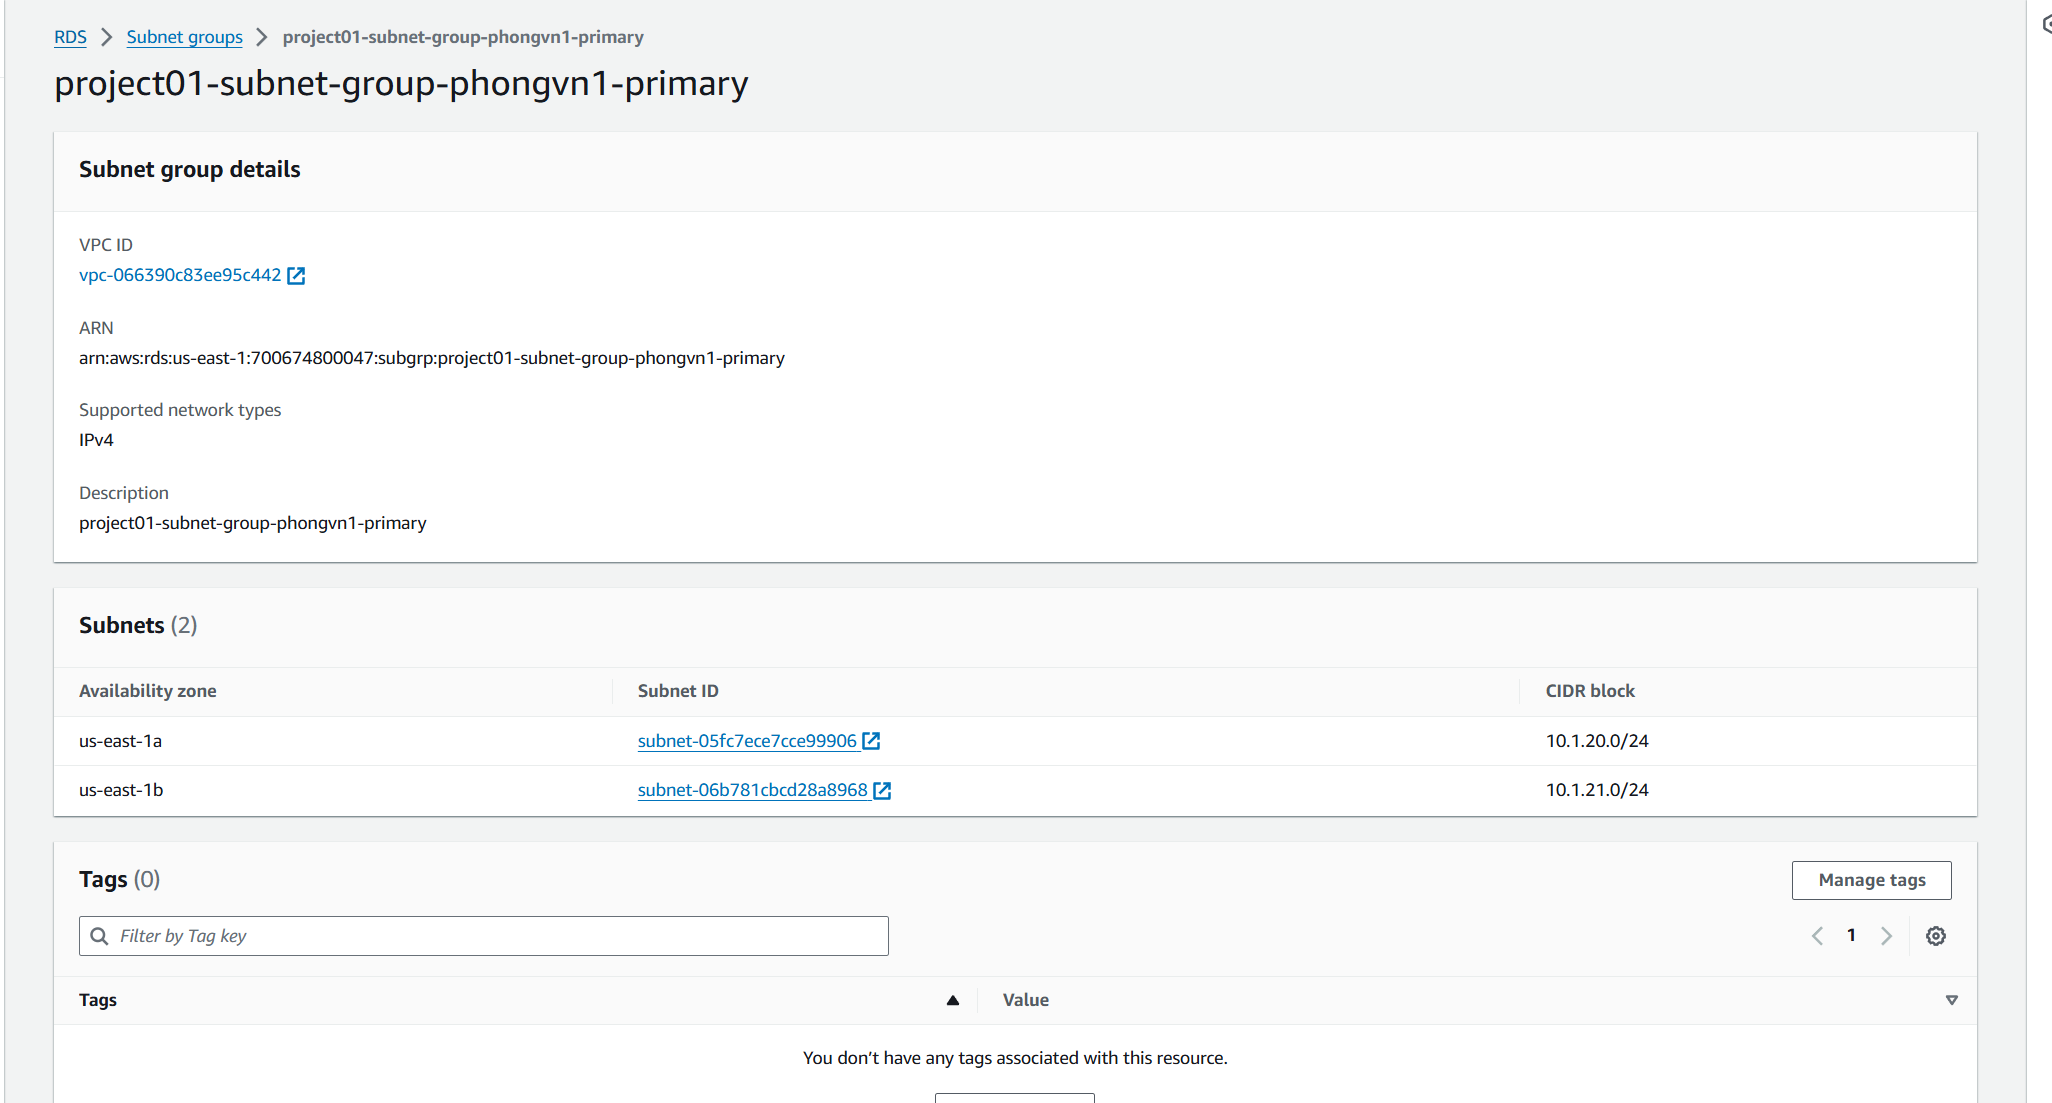 RDS > Subnet groups > project01-subnet-group-phongvn1-primary
project01-subnet-group-phongvn1-primary
Subnet group details
VPC ID
vpc-066390c83ee95c442
ARN
arn:aws:rds:us-east-1:700674800047:subgrp:project01-subnet-group-phongvn1-primary
Supported network types
IPv4
Description
project01-subnet-group-phongvn1-primary
Subnets (2)
Availability zone Subnet ID CIDR block
us-east-1a subnet-05fc7ece7cce99906 10.1.20.0/24
us-east-1b subnet-06b781cbcd28a8968 10.1.21.0/24
Tags (0)
Manage tags
Filter by Tag key
1
Tags Value
You don’t have any tags associated with this resource.